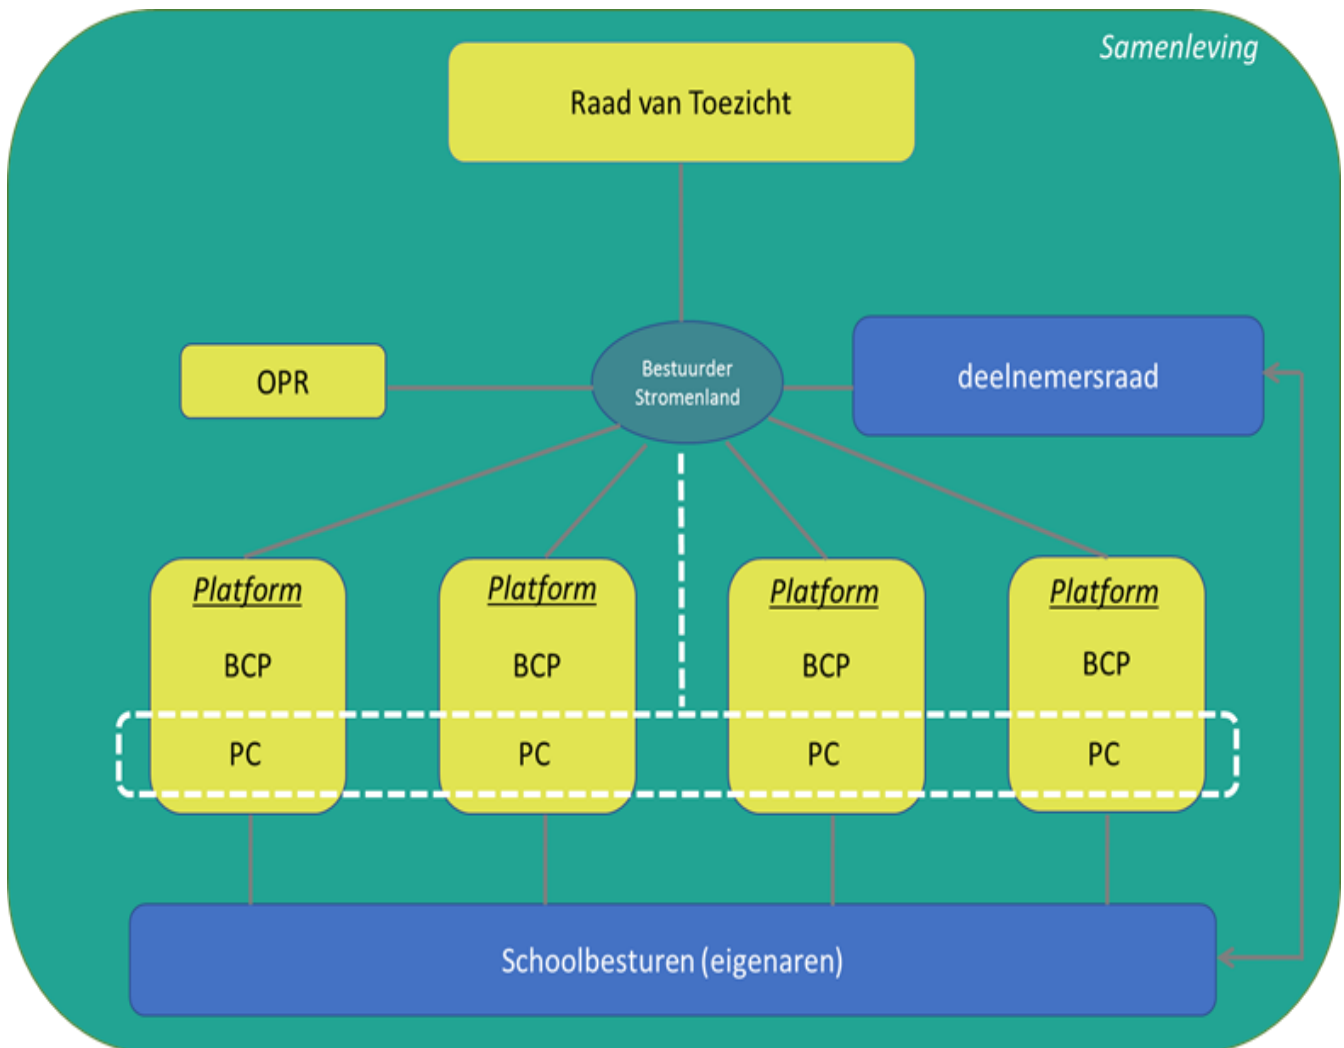 Samenleving
Raad van Toezicht
Bestuurder
Stromenland
OPR
deelnemersraad
Platform
BCP
PC
Platform
BCP
PC
Platform
BCP
PC
Platform
BCP
PC
Schoolbesturen (eigenaren)